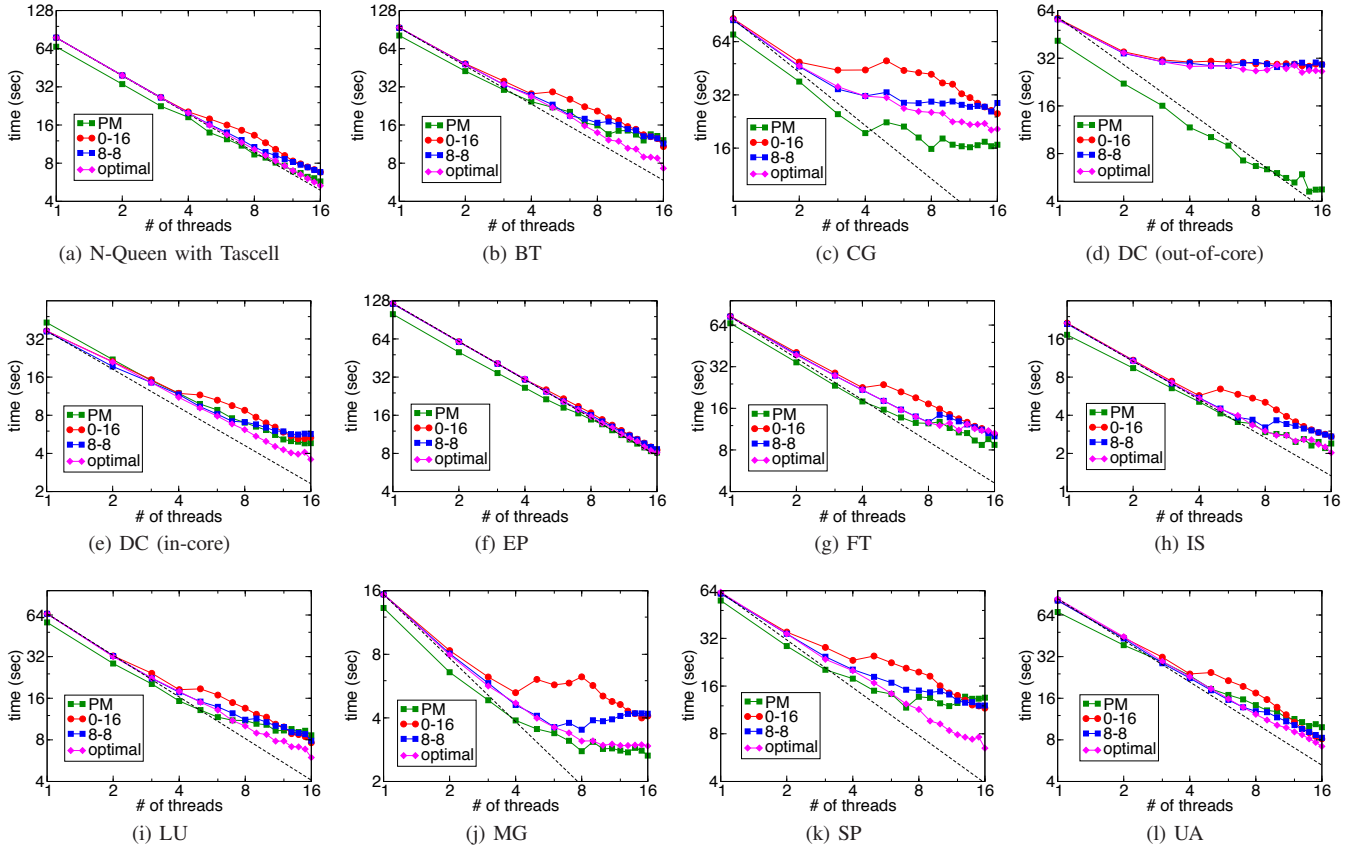 128
64
32
16
8
4
time (sec)
PM
0-16
8-8
optimal
1
2
4
8
16
# of threads
(a) N-Queen with Tascell
128
64
32
16
8
4
time (sec)
PM
0-16
8-8
optimal
1
2
4
8
16
# of threads
(b) BT
64
32
16
time (sec)
PM
0-16
8-8
optimal
1
2
4
8
16
# of threads
(c) CG
64
32
16
8
4
time (sec)
PM
0-16
8-8
optimal
1
2
4
8
16
# of threads
(d) DC (out-of-core)
32
16
8
4
2
time (sec)
PM
0-16
8-8
optimal
1
2
4
8
16
# of threads
(e) DC (in-core)
128
64
32
16
8
4
time (sec)
PM
0-16
8-8
optimal
1
2
4
8
16
# of threads
(f) EP
64
32
16
8
4
time (sec)
PM
0-16
8-8
optimal
1
2
4
8
16
# of threads
(g) FT
16
8
4
2
1
time (sec)
PM
0-16
8-8
optimal
1
2
4
8
16
# of threads
(h) IS
64
32
16
8
4
time (sec)
PM
0-16
8-8
optimal
1
2
4
8
16
# of threads
(i) LU
16
8
4
2
time (sec)
PM
0-16
8-8
optimal
1
2
4
8
16
# of threads
(j) MG
64
32
16
8
4
time (sec)
PM
0-16
8-8
optimal
1
2
4
8
16
# of threads
(k) SP
64
32
16
8
4
time (sec)
PM
0-16
8-8
optimal
1
2
4
8
16
# of threads
(l) UA